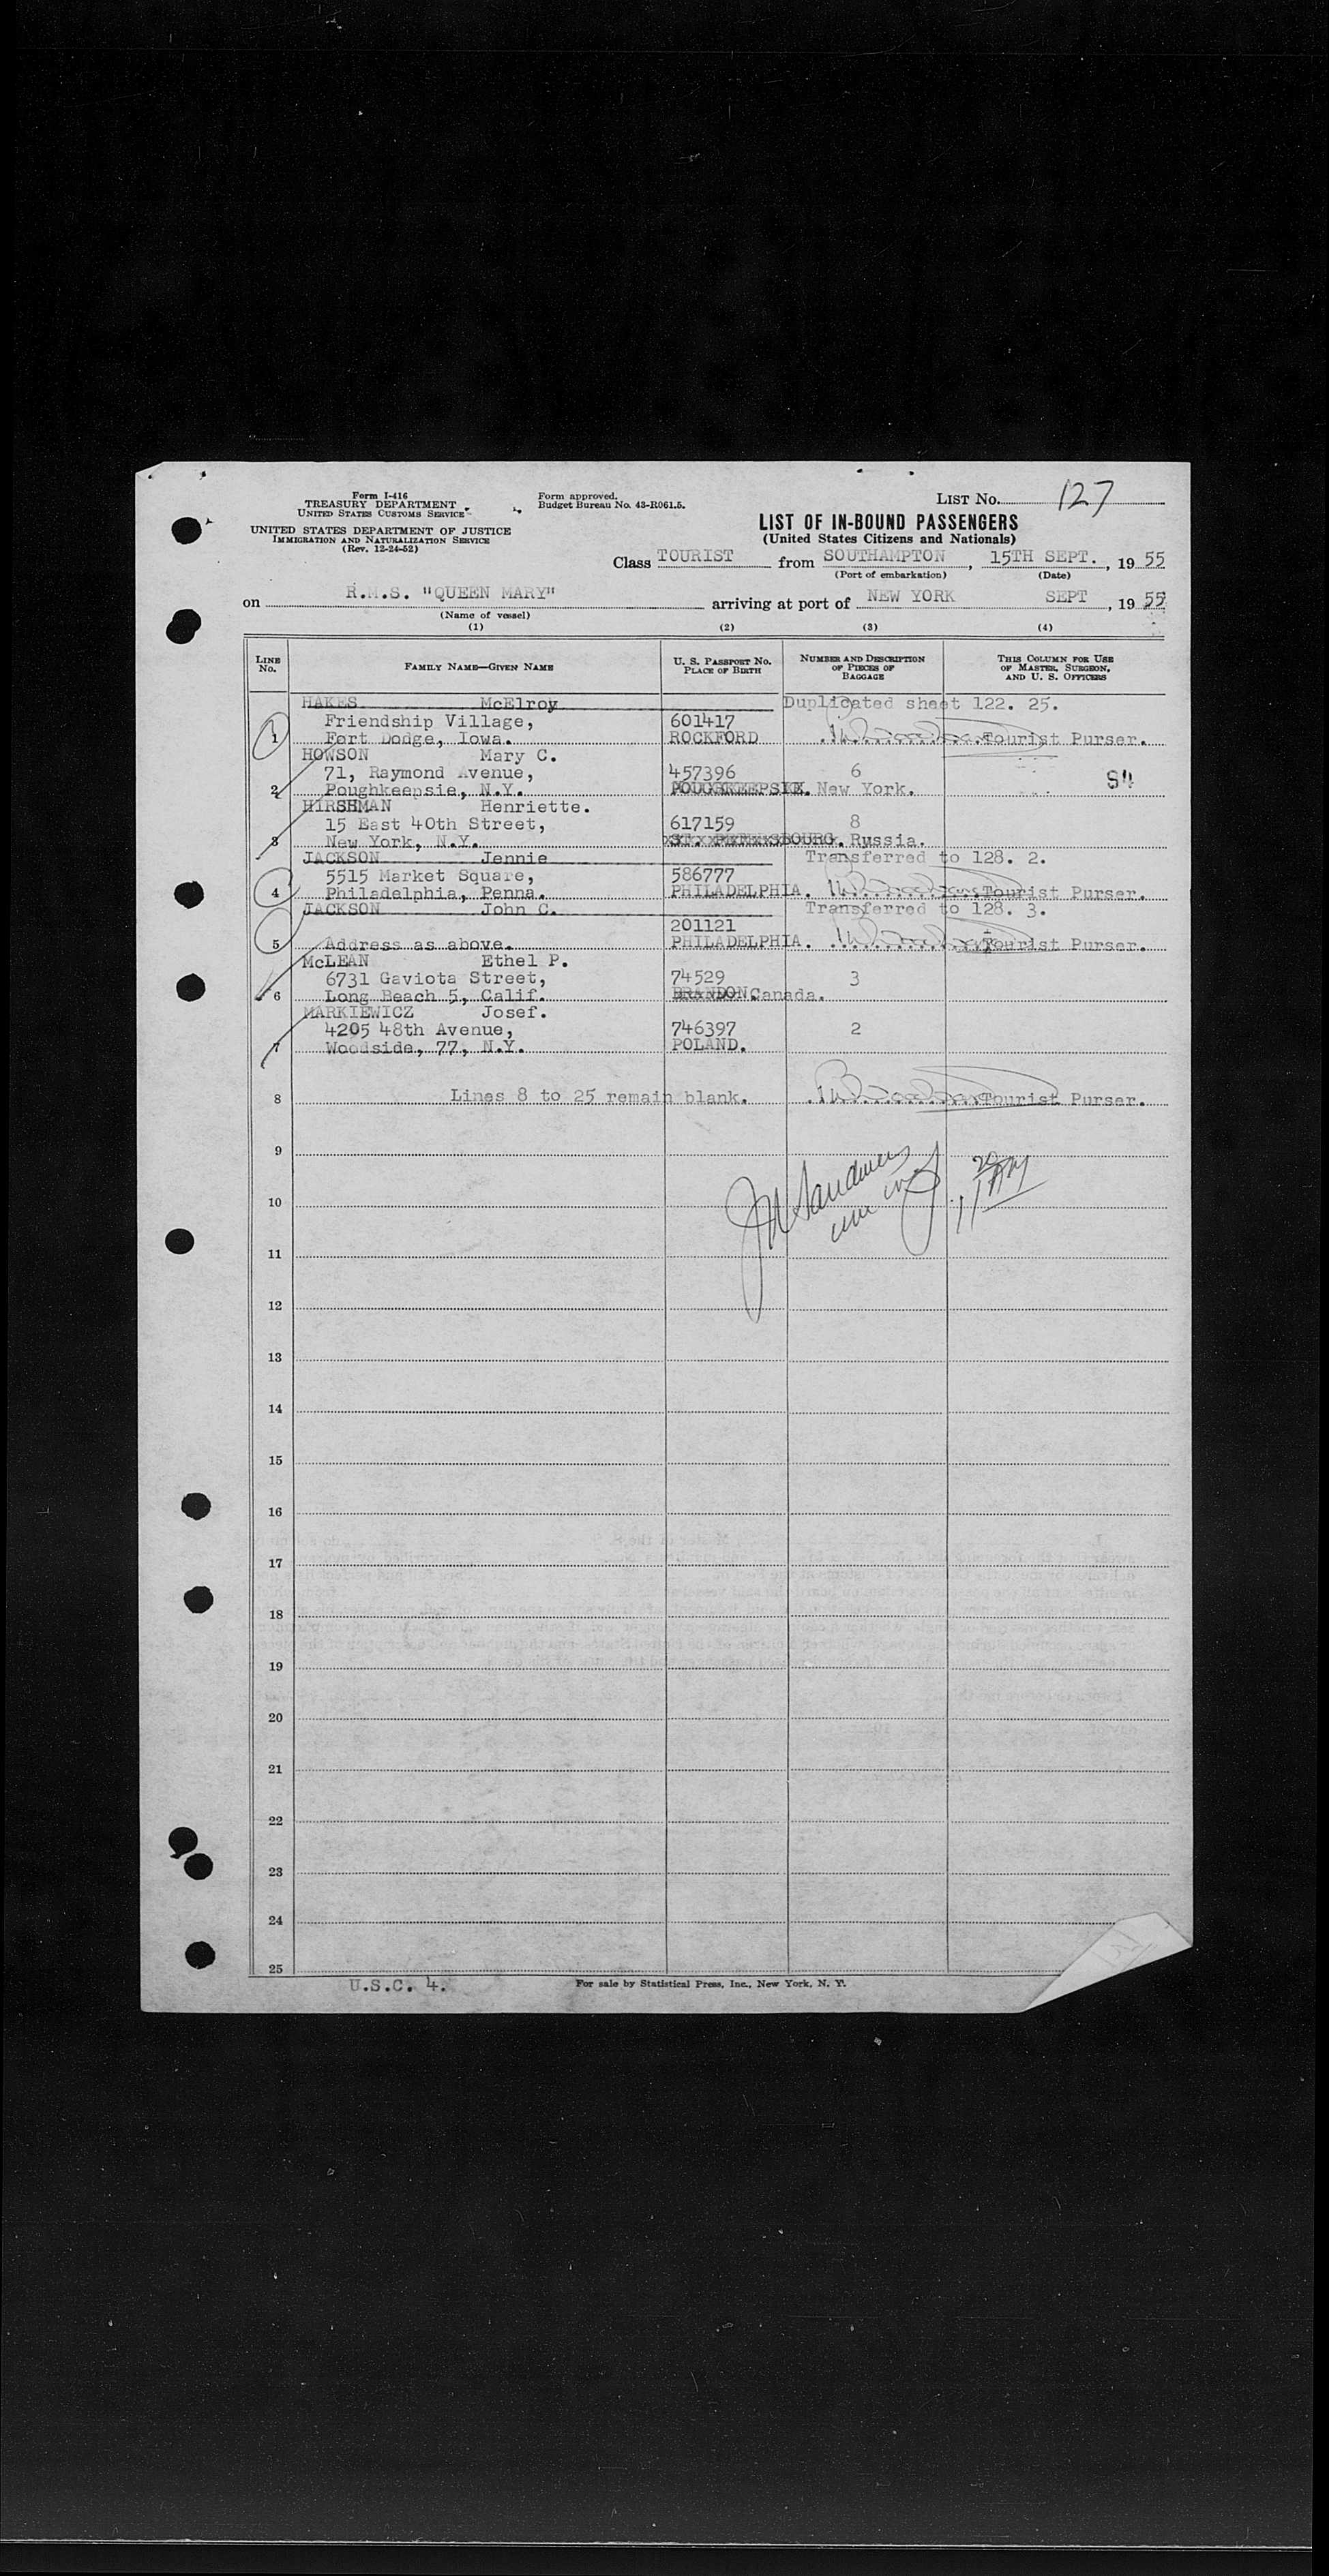 Form I-416
TREASURY DEPARTMENT
UNITED STATES CUSTOMS SERVICE
UNITED STATES DEPARTMENT OF JUSTICE
IMMIGRATION AND NATURALIZATION SERVICE
(Rev. 12-24-52)
Form approved.
Budget Bureau No. 43-R061.5.
LIST No. 127
LIST OF IN-BOUND PASSENGERS
(United States Citizens and Nationals)
Class TOURIST from SOUTHAMPTON, 15TH SEPT., 19 55
(Port of embarkation) (Date)
on R.M.S. "QUEEN MARY" arriving at port of NEW YORK SEPT, 19 55
(Name of vessel)
(1) (2) (3) (4)
LINE No. FAMILY NAME—GIVEN NAME U. S. PASSPORT No. PLACE OF BIRTH NUMBER AND DESCRIPTION OF PIECES OF BAGGAGE THIS COLUMN FOR USE OF MASTER, SURGEON, AND U. S. OFFICERS
HAKES McElroy Duplicated sheet 122. 25.
Friendship Village, 601417
1 Fort Dodge, Iowa. ROCKFORD Tourist Purser.
HOWSON Mary C.
71, Raymond Avenue, 457396 6
2 Poughkeepsie, N.Y. POUGHKEEPSIE. New York. 84
HIRSHMAN Henriette.
15 East 40th Street, 617159 8
3 New York, N.Y. ST. PETERSBOURG. Russia.
JACKSON Jennie Transferred to 128. 2.
5515 Market Square, 586777
4 Philadelphia, Penna. PHILADELPHIA. Tourist Purser.
JACKSON John C. Transferred to 128. 3.
201121
5 Address as above. PHILADELPHIA. Tourist Purser.
McLEAN Ethel P.
6731 Gaviota Street, 74529 3
6 Long Beach 5, Calif. BRANDON Canada.
MARKIEWICZ Josef.
4205 48th Avenue, 746397 2
7 Woodside, 77, N.Y. POLAND.
8 Lines 8 to 25 remain blank. Tourist Purser.
9
10
11
12
13
14
15
16
17
18
19
20
21
22
23
24
25
U.S.C. 4.
For sale by Statistical Press, Inc., New York, N. Y.